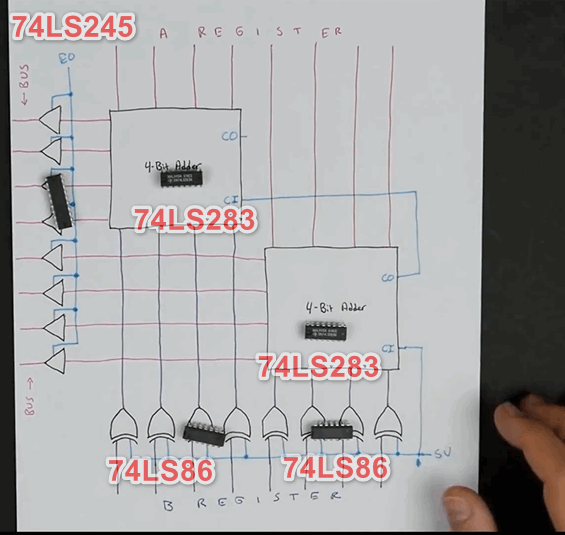 74LS245
A REGISTER
EO
← BUS
CO
4-Bit Adder
CI
74LS283
CO
4-Bit Adder
CI
74LS283
BUS →
SU
74LS86
74LS86
B REGISTER